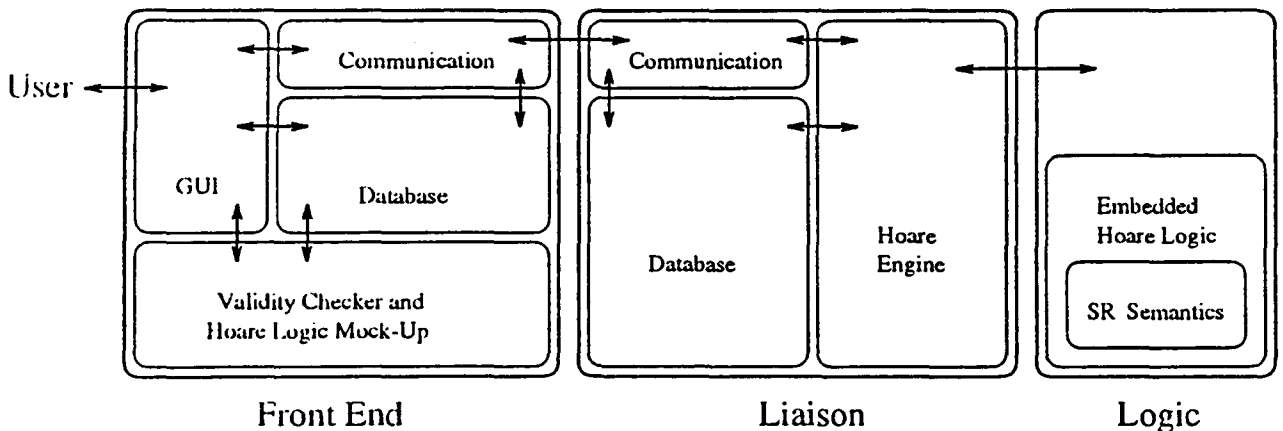 User
Communication
GUI
Database
Validity Checker and
Hoare Logic Mock-Up
Front End
Communication
Database
Hoare
Engine
Liaison
Embedded
Hoare Logic
SR Semantics
Logic